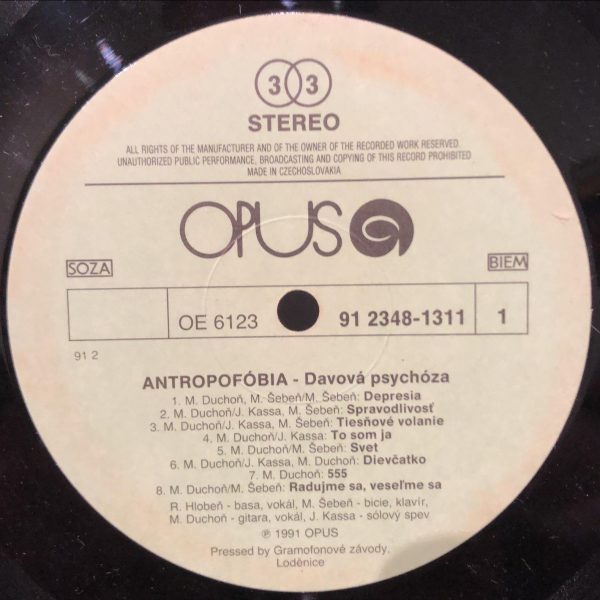 33
STEREO
ALL RIGHTS OF THE MANUFACTURER AND OF THE OWNER OF THE RECORDED WORK RESERVED.
UNAUTHORIZED PUBLIC PERFORMANCE, BROADCASTING AND COPYING OF THIS RECORD PROHIBITED
MADE IN CZECHOSLOVAKIA
OPUS
SOZA
BIEM
OE 6123
91 2348-1311
1
91 2
ANTROPOFÓBIA - Davová psychóza
1. M. Duchoň, M. Šebeň/M. Šebeň: Depresia
2. M. Duchoň/J. Kassa, M. Šebeň: Spravodlivosť
3. M. Duchoň/J. Kassa, M. Šebeň: Tiesňové volanie
4. M. Duchoň/J. Kassa: To som ja
5. M. Duchoň/M. Šebeň: Svet
6. M. Duchoň/J. Kassa, M. Duchoň: Dievčatko
7. M. Duchoň: 555
8. M. Duchoň/M. Šebeň: Radujme sa, veseľme sa
R. Hlobeň - basa, vokál, M. Šebeň - bicie, klavír,
M. Duchoň - gitara, vokál, J. Kassa - sólový spev
℗ 1991 OPUS
Pressed by Gramofonové závody,
Loděnice